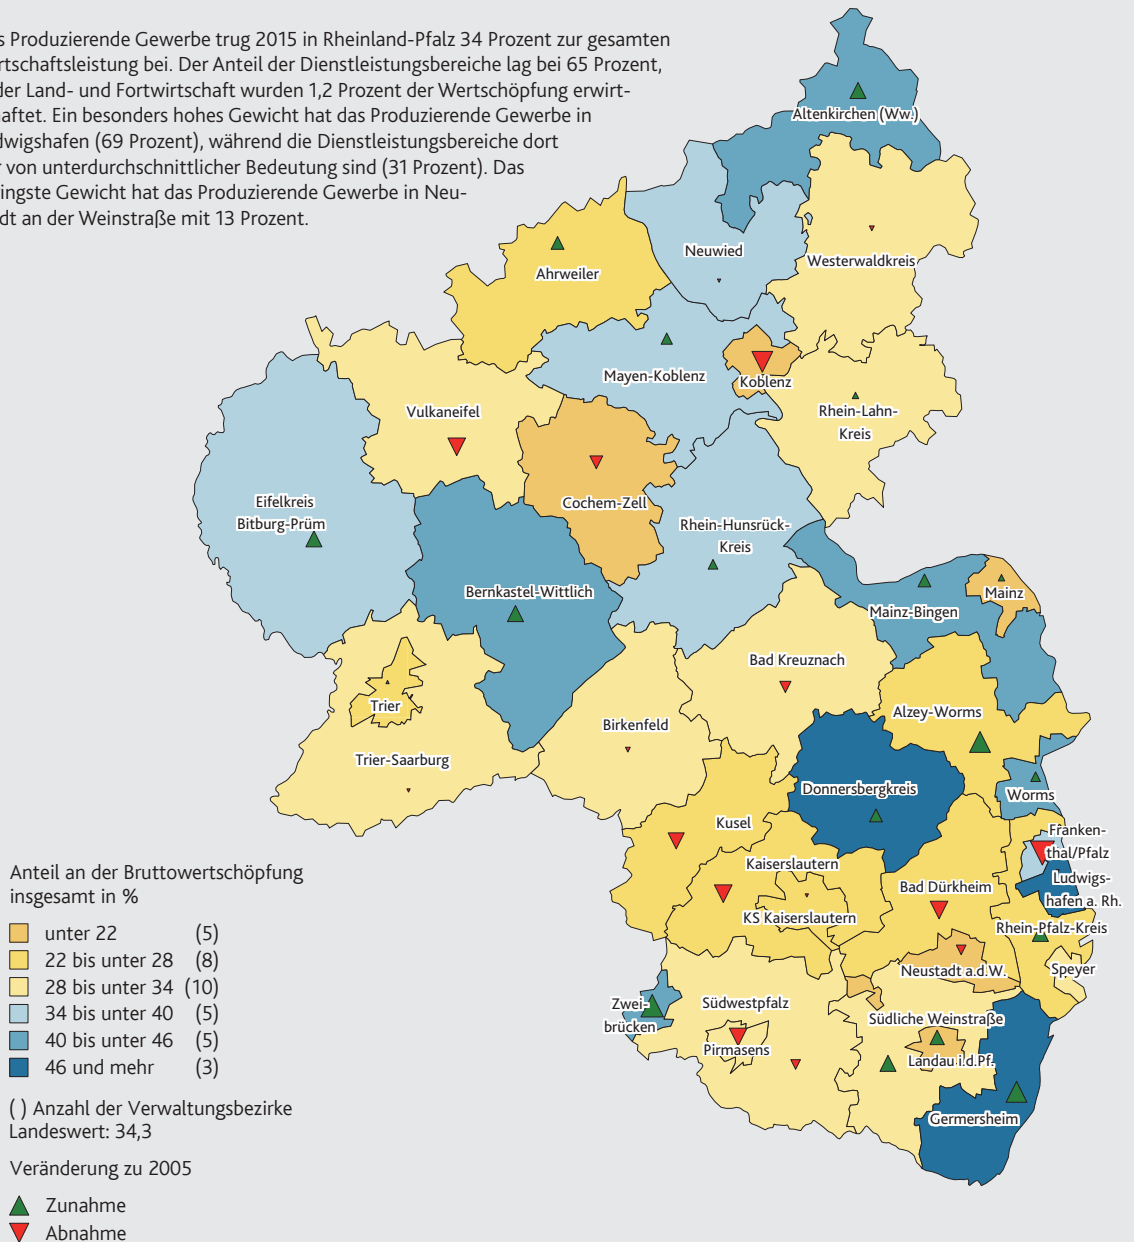 s Produzierende Gewerbe trug 2015 in Rheinland-Pfalz 34 Prozent zur gesamten
rtschaftsleistung bei. Der Anteil der Dienstleistungsbereiche lag bei 65 Prozent,
der Land- und Fortwirtschaft wurden 1,2 Prozent der Wertschöpfung erwirt-
haftet. Ein besonders hohes Gewicht hat das Produzierende Gewerbe in
dwigshafen (69 Prozent), während die Dienstleistungsbereiche dort
r von unterdurchschnittlicher Bedeutung sind (31 Prozent). Das
ringste Gewicht hat das Produzierende Gewerbe in Neu-
dt an der Weinstraße mit 13 Prozent.
Altenkirchen (Ww.)
Neuwied
Westerwaldkreis
Ahrweiler
Mayen-Koblenz
Koblenz
Vulkaneifel
Rhein-Lahn-
Kreis
Cochem-Zell
Eifelkreis
Bitburg-Prüm
Rhein-Hunsrück-
Kreis
Bernkastel-Wittlich
Mainz-Bingen
Mainz
Bad Kreuznach
Trier
Alzey-Worms
Birkenfeld
Trier-Saarburg
Donnersbergkreis
Worms
Kusel
Franken-
thal/Pfalz
Kaiserslautern
Ludwigs-
hafen a. Rh.
Bad Dürkheim
KS Kaiserslautern
Rhein-Pfalz-Kreis
Neustadt a.d.W.
Speyer
Zwei-
brücken
Südwestpfalz
Südliche Weinstraße
Pirmasens
Landau i.d.Pf.
Germersheim
Anteil an der Bruttowertschöpfung
insgesamt in %
unter 22 (5)
22 bis unter 28 (8)
28 bis unter 34 (10)
34 bis unter 40 (5)
40 bis unter 46 (5)
46 und mehr (3)
( ) Anzahl der Verwaltungsbezirke
Landeswert: 34,3
Veränderung zu 2005
Zunahme
Abnahme